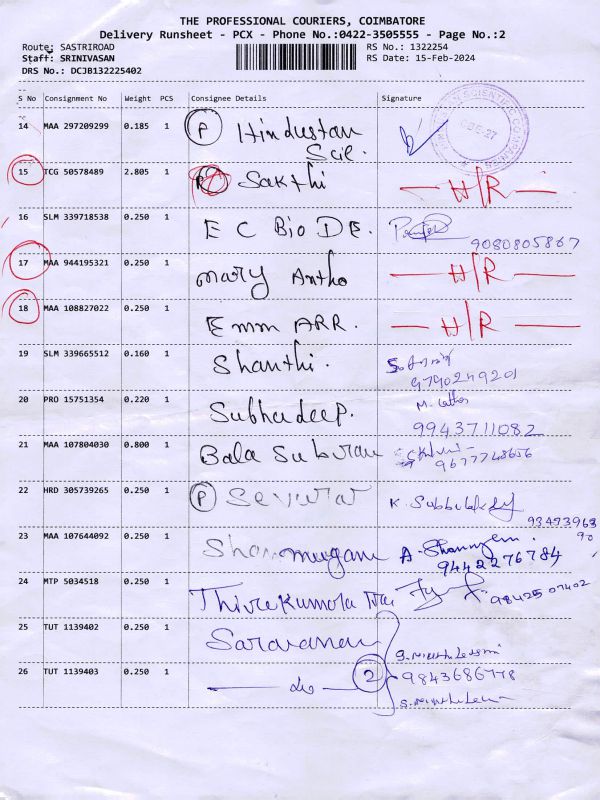 THE PROFESSIONAL COURIERS, COIMBATORE
Delivery Runsheet - PCX - Phone No.:0422-3505555 - Page No.:2
Route: SASTRIROAD
RS No.: 1322254
Staff: SRINIVASAN
RS Date: 15-Feb-2024
DRS No.: DCJB132225402
S No Consignment No Weight PCS Consignee Details Signature
14 MAA 297209299 0.185 1 P Hindustan
Scie.
15 TCG 50578489 2.805 1 Sakthi H/R
16 SLM 339718538 0.250 1 E C Bio DE.
9080805867
17 MAA 944195321 0.250 1 Mary Antho H/R
18 MAA 108827022 0.250 1 Emm ARR. H/R
19 SLM 339665512 0.160 1 Shanthi.
9790249201
20 PRO 15751354 0.220 1 Subhadeep.
9943711082
21 MAA 107804030 0.800 1 Bala Subram
9677748656
22 HRD 305739265 0.250 1 P K. Subbulakshmi
93473968
90
23 MAA 107644092 0.250 1 Shanmugam A. Shanmugam
9442276784
24 MTP 5034518 0.250 1 Thirukumara
9842507402
25 TUT 1139402 0.250 1 Saravanan
26 TUT 1139403 0.250 1 do 2 9843686778